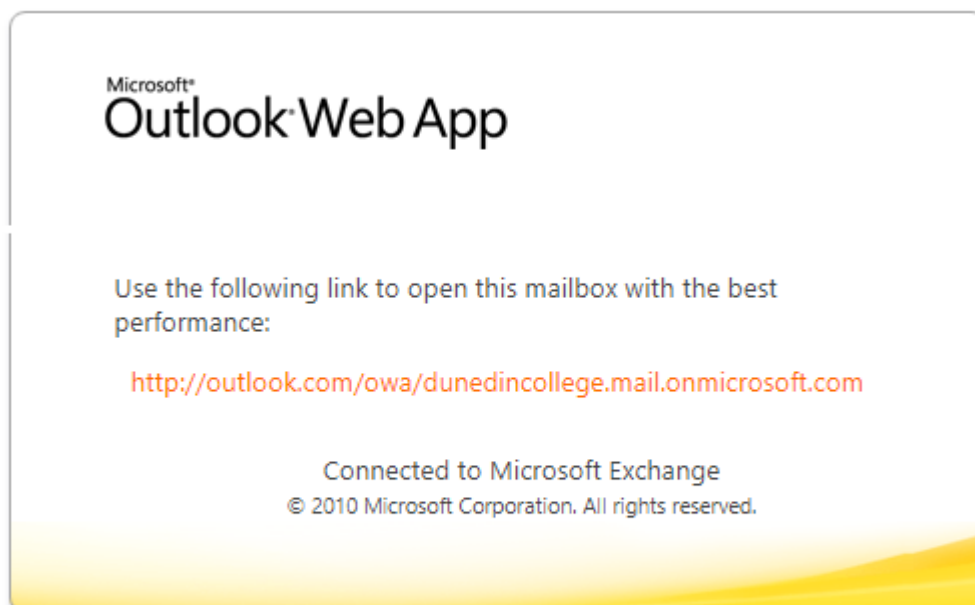 Microsoft®
Outlook® Web App
Use the following link to open this mailbox with the best
performance:
http://outlook.com/owa/dunedincollege.mail.onmicrosoft.com
Connected to Microsoft Exchange
© 2010 Microsoft Corporation. All rights reserved.